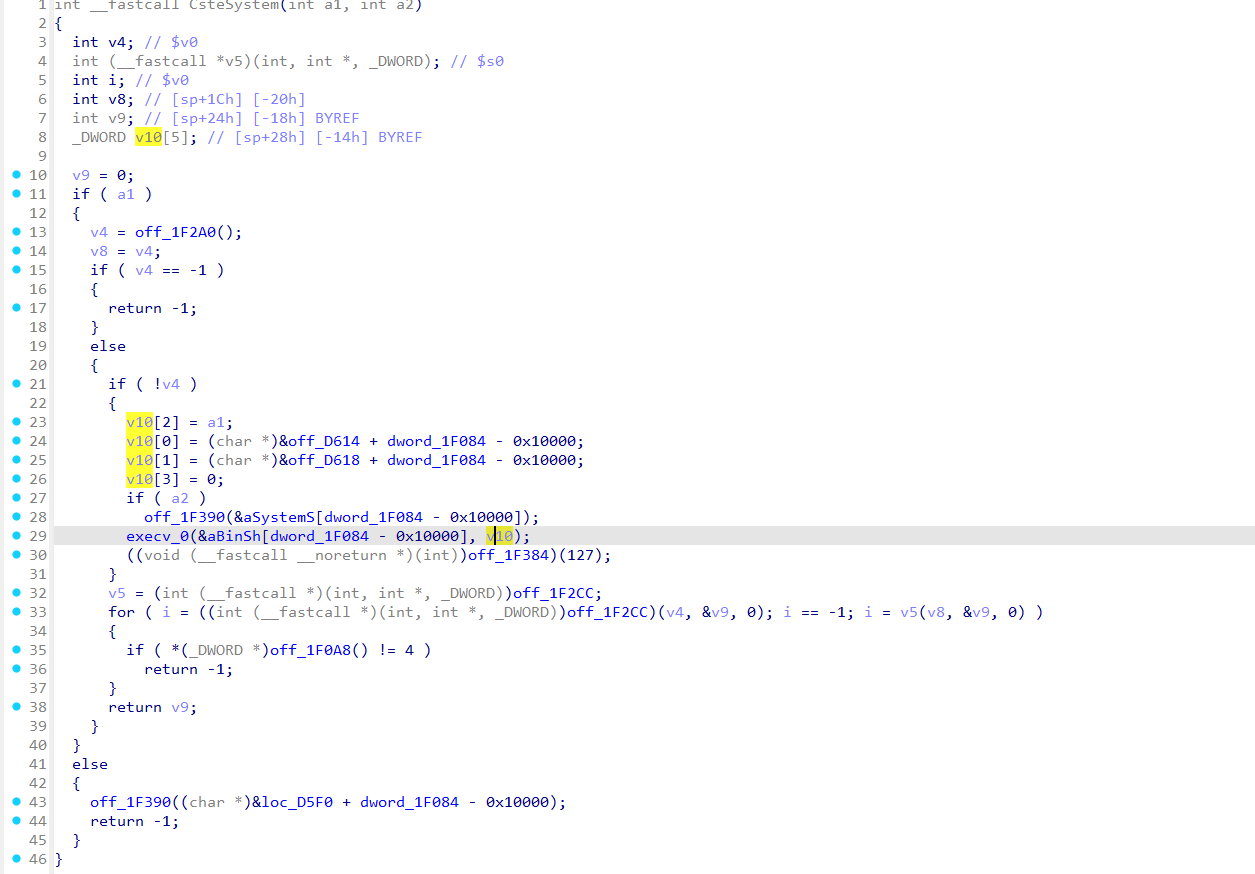 1 int __fastcall CsteSystem(int a1, int a2)
2 {
3 int v4; // $v0
4 int (__fastcall *v5)(int, int *, _DWORD); // $s0
5 int i; // $v0
6 int v8; // [sp+1Ch] [-20h]
7 int v9; // [sp+24h] [-18h] BYREF
8 _DWORD v10[5]; // [sp+28h] [-14h] BYREF
9
10 v9 = 0;
11 if ( a1 )
12 {
13 v4 = off_1F2A0();
14 v8 = v4;
15 if ( v4 == -1 )
16 {
17 return -1;
18 }
19 else
20 {
21 if ( !v4 )
22 {
23 v10[2] = a1;
24 v10[0] = (char *)&off_D614 + dword_1F084 - 0x10000;
25 v10[1] = (char *)&off_D618 + dword_1F084 - 0x10000;
26 v10[3] = 0;
27 if ( a2 )
28 off_1F390(&aSystemS[dword_1F084 - 0x10000]);
29 execv_0(&aBinSh[dword_1F084 - 0x10000], v10);
30 ((void (__fastcall __noreturn *)(int))off_1F384)(127);
31 }
32 v5 = (int (__fastcall *)(int, int *, _DWORD))off_1F2CC;
33 for ( i = ((int (__fastcall *)(int, int *, _DWORD))off_1F2CC)(v4, &v9, 0); i == -1; i = v5(v8, &v9, 0) )
34 {
35 if ( *(_DWORD *)off_1F0A8() != 4 )
36 return -1;
37 }
38 return v9;
39 }
40 }
41 else
42 {
43 off_1F390((char *)&loc_D5F0 + dword_1F084 - 0x10000);
44 return -1;
45 }
46 }